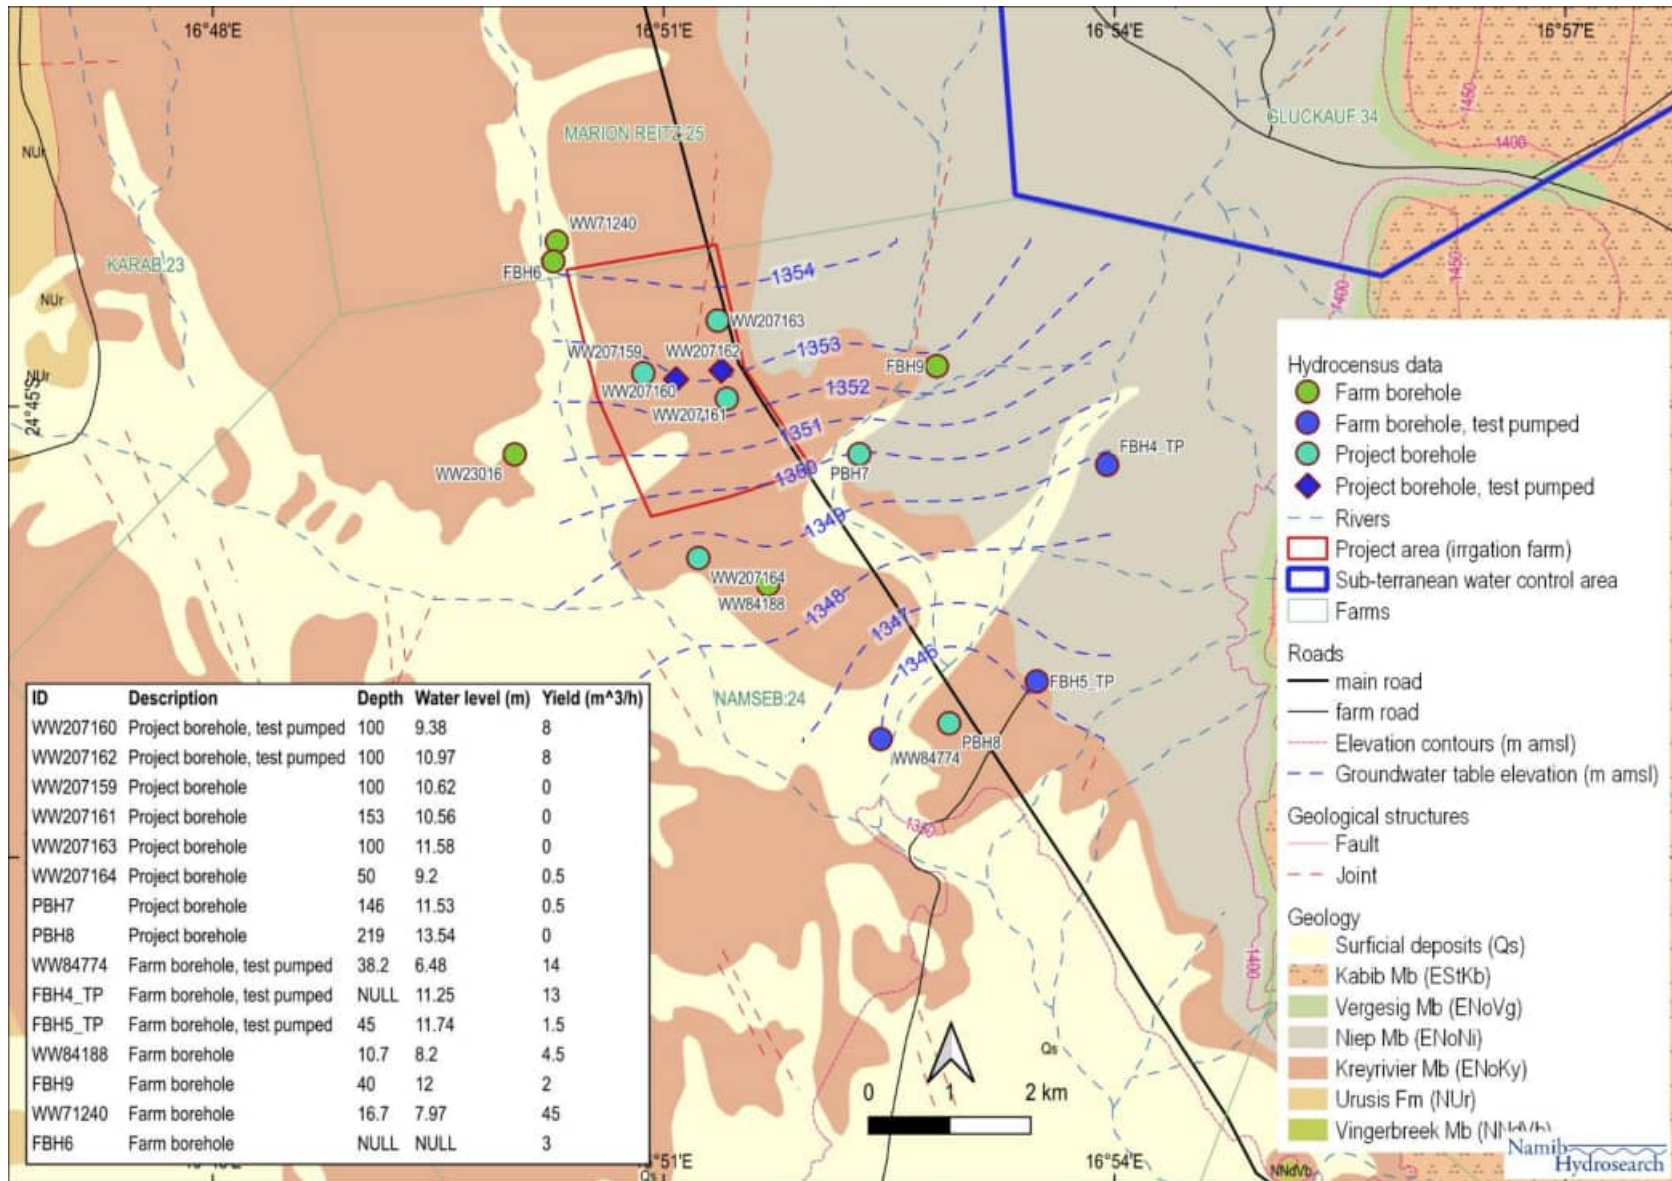 16°48'E
16°51'E
16°54'E
16°57'E
GLUCKAUF:34
1450
1400
MARION REITZ:25
NUr
WW71240
KARAB:23
FBH6
1354
1450
1400
NUr
WW207163
WW207159
WW207162
1353
FBH9
NUr
24°45'S
WW207160
1352
WW207161
1351
FBH4_TP
WW23016
1350
PBH7
1349
WW207164
WW84188
1348
1347
1346
NAMSEB:24
FBH5_TP
PBH8
WW84774
1350
1400
Qs
Hydrocensus data
Farm borehole
Farm borehole, test pumped
Project borehole
Project borehole, test pumped
Rivers
Project area (irrgation farm)
Sub-terranean water control area
Farms
Roads
main road
farm road
Elevation contours (m amsl)
Groundwater table elevation (m amsl)
Geological structures
Fault
Joint
Geology
Surficial deposits (Qs)
Kabib Mb (EStKb)
Vergesig Mb (ENoVg)
Niep Mb (ENoNi)
Kreyrivier Mb (ENoKy)
Urusis Fm (NUr)
Vingerbreek Mb (NNdVb)
ID Description Depth Water level (m) Yield (m^3/h)
WW207160 Project borehole, test pumped 100 9.38 8
WW207162 Project borehole, test pumped 100 10.97 8
WW207159 Project borehole 100 10.62 0
WW207161 Project borehole 153 10.56 0
WW207163 Project borehole 100 11.58 0
WW207164 Project borehole 50 9.2 0.5
PBH7 Project borehole 146 11.53 0.5
PBH8 Project borehole 219 13.54 0
WW84774 Farm borehole, test pumped 38.2 6.48 14
FBH4_TP Farm borehole, test pumped NULL 11.25 13
FBH5_TP Farm borehole, test pumped 45 11.74 1.5
WW84188 Farm borehole 10.7 8.2 4.5
FBH9 Farm borehole 40 12 2
WW71240 Farm borehole 16.7 7.97 45
FBH6 Farm borehole NULL NULL 3
0 1 2 km
16°51'E
16°54'E
Qs
NNdVb
Namib
Hydrosearch